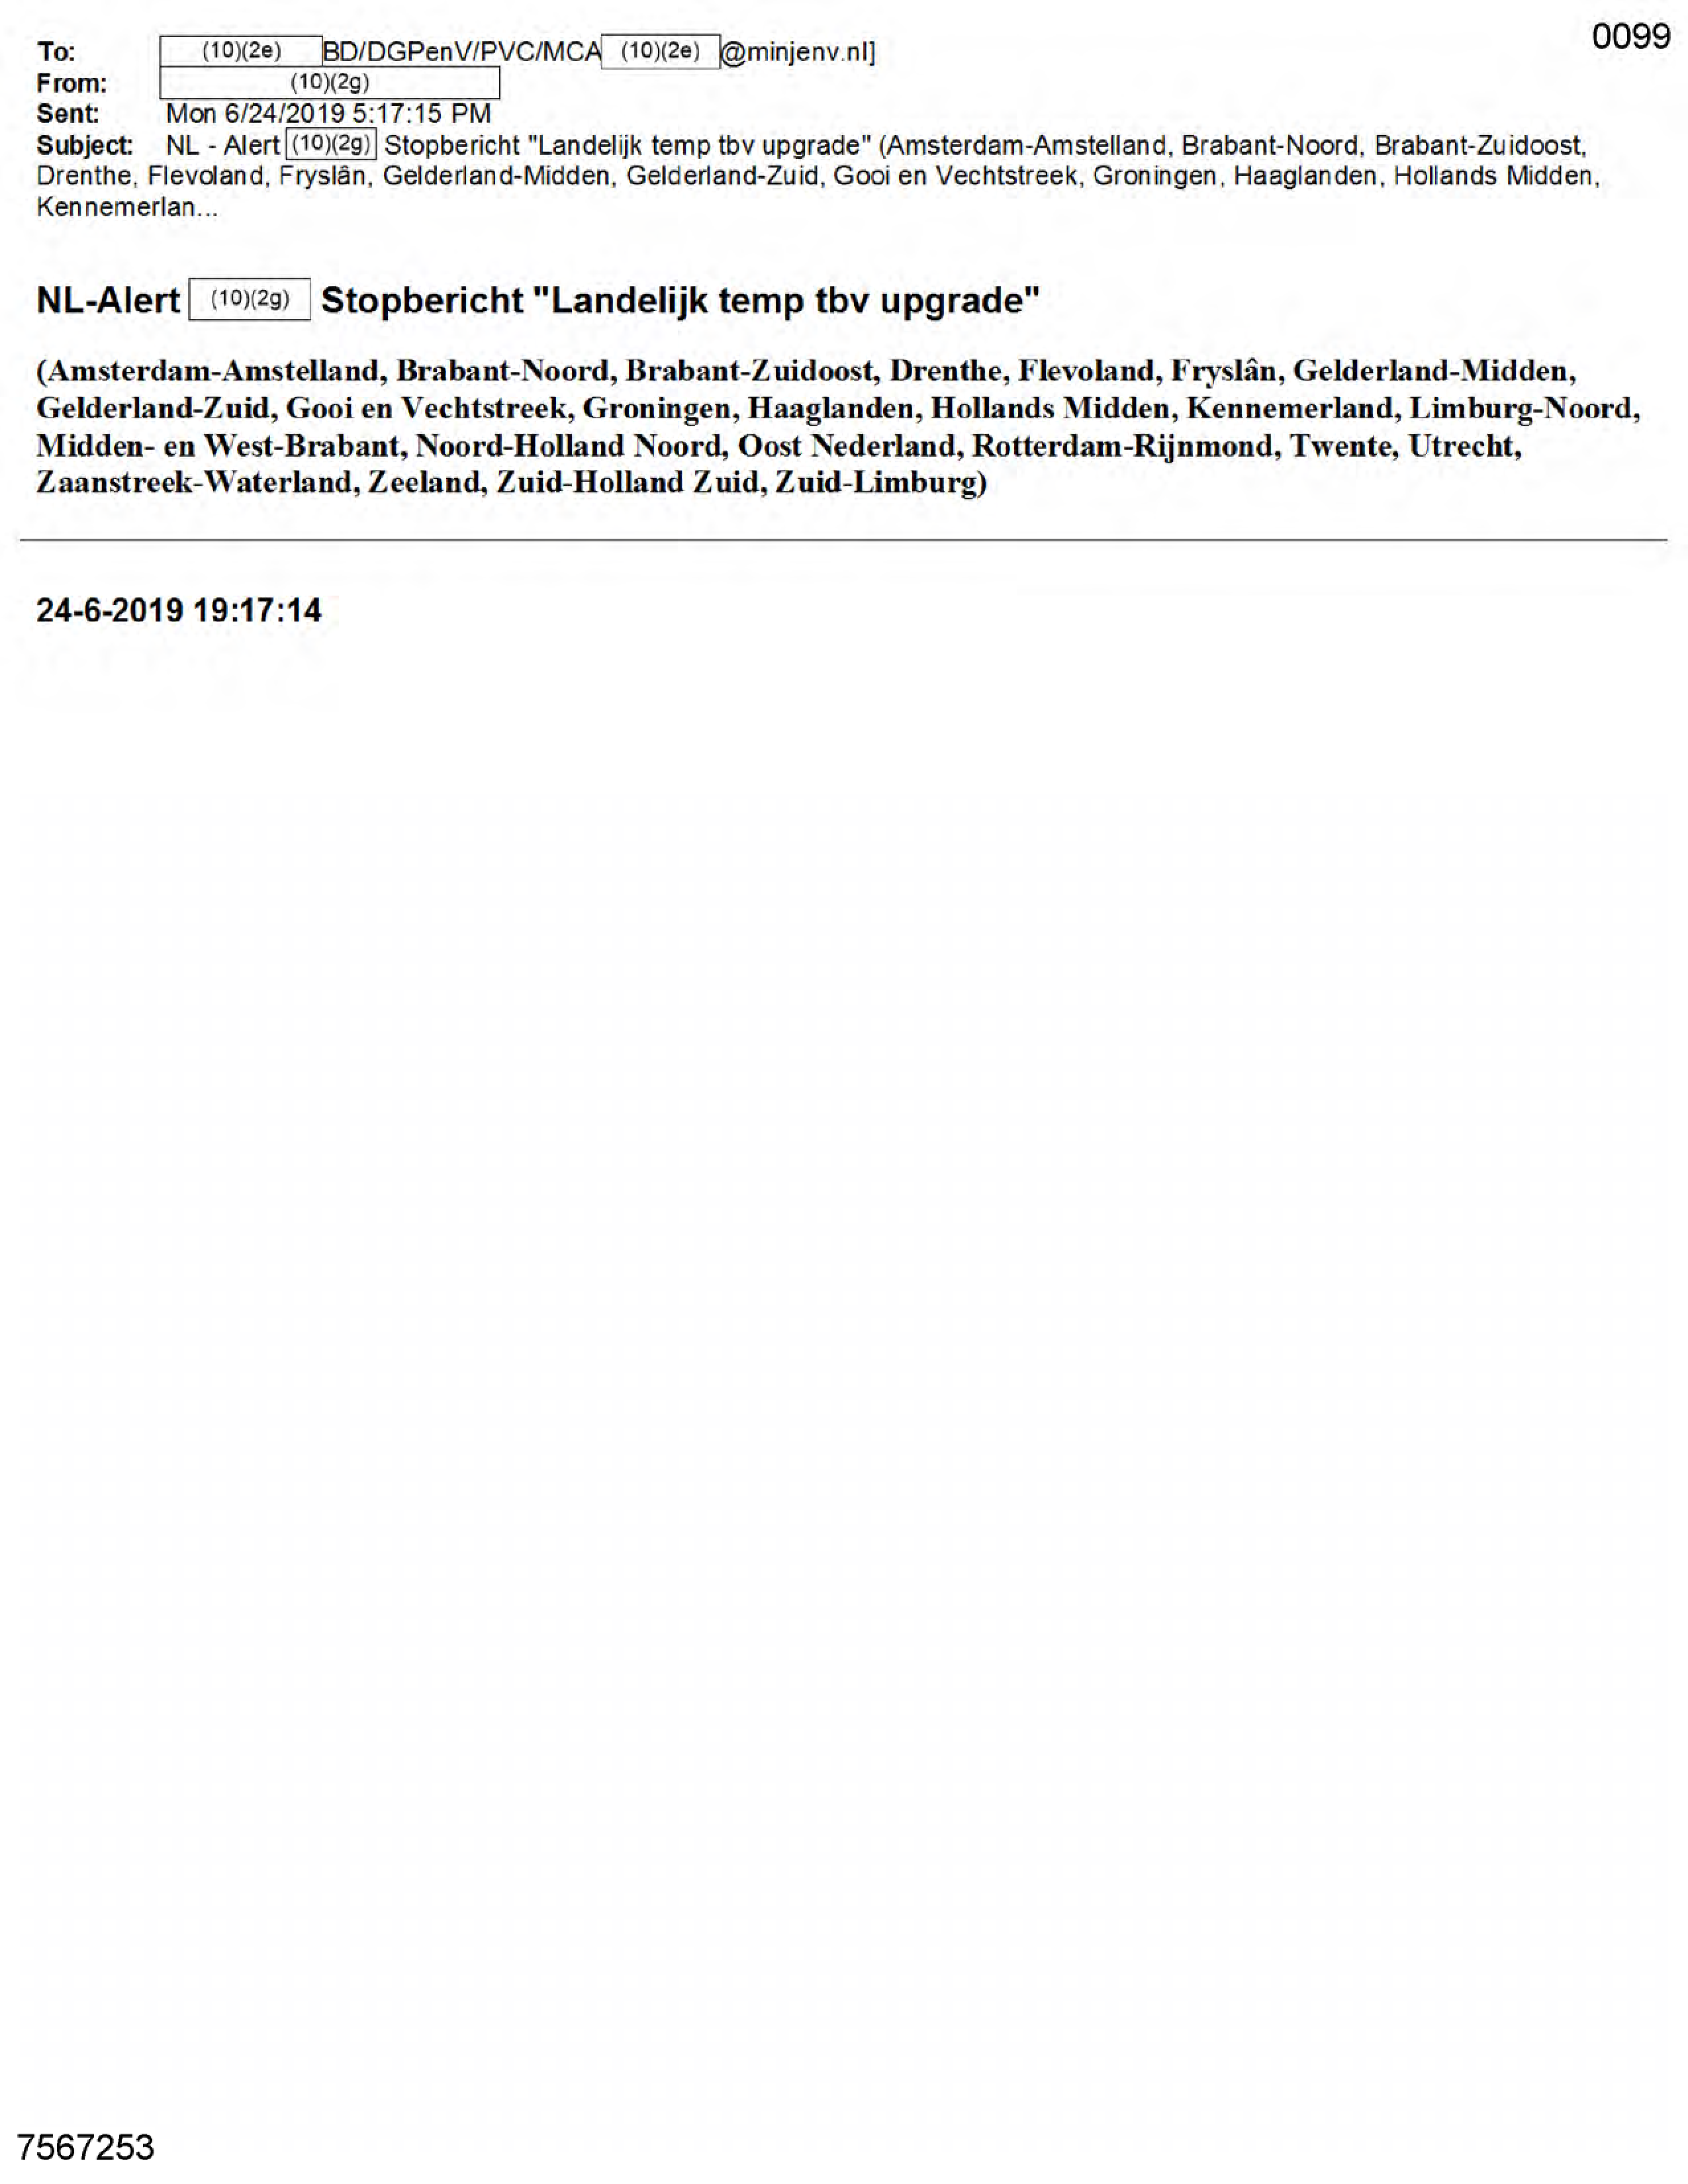 0099
To: (10)(2e) BD/DGPenV/PVC/MCA (10)(2e) @minjenv.nl]
From: (10)(2g)
Sent: Mon 6/24/2019 5:17:15 PM
Subject: NL - Alert (10)(2g) Stopbericht "Landelijk temp tbv upgrade" (Amsterdam-Amstelland, Brabant-Noord, Brabant-Zuidoost,
Drenthe, Flevoland, Fryslân, Gelderland-Midden, Gelderland-Zuid, Gooi en Vechtstreek, Groningen, Haaglanden, Hollands Midden,
Kennemerlan...
NL-Alert (10)(2g) Stopbericht "Landelijk temp tbv upgrade"
(Amsterdam-Amstelland, Brabant-Noord, Brabant-Zuidoost, Drenthe, Flevoland, Fryslân, Gelderland-Midden,
Gelderland-Zuid, Gooi en Vechtstreek, Groningen, Haaglanden, Hollands Midden, Kennemerland, Limburg-Noord,
Midden- en West-Brabant, Noord-Holland Noord, Oost Nederland, Rotterdam-Rijnmond, Twente, Utrecht,
Zaanstreek-Waterland, Zeeland, Zuid-Holland Zuid, Zuid-Limburg)
24-6-2019 19:17:14
7567253